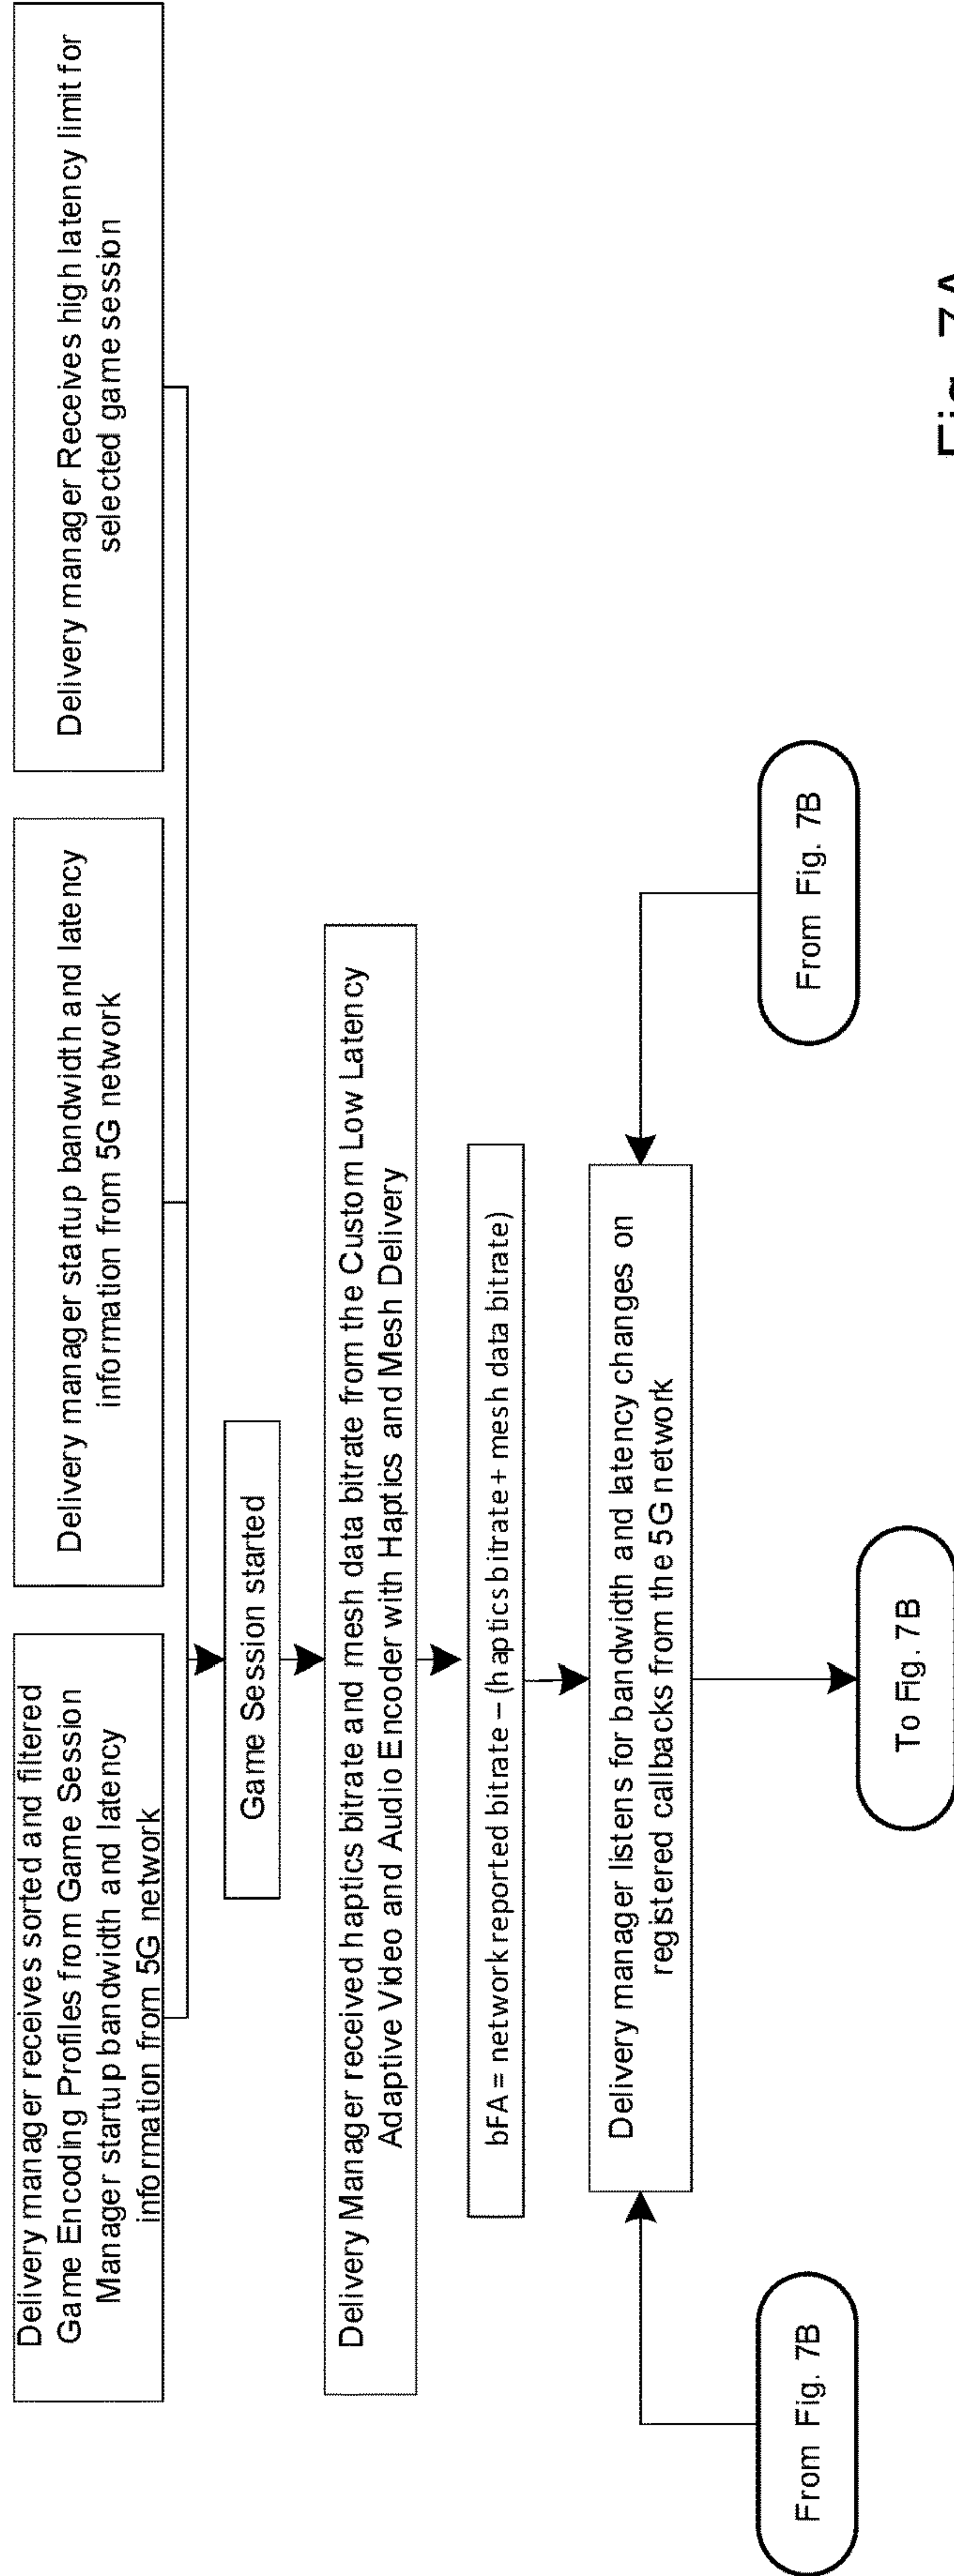 Delivery manager receives sorted and filtered
Game Encoding Profiles from Game Session
Manager startup bandwidth and latency
information from 5G network
Delivery manager startup bandwidth and latency
information from 5G network
Delivery manager Receives high latency limit for
selected game session
Game Session started
Delivery Manager received haptics bitrate and mesh data bitrate from the Custom Low Latency
Adaptive Video and Audio Encoder with Haptics and Mesh Delivery
bFA = network reported bitrate – (haptics bitrate + mesh data bitrate)
Delivery manager listens for bandwidth and latency changes on
registered callbacks from the 5G network
From Fig. 7B
From Fig. 7B
To Fig. 7B
Fig. 7A